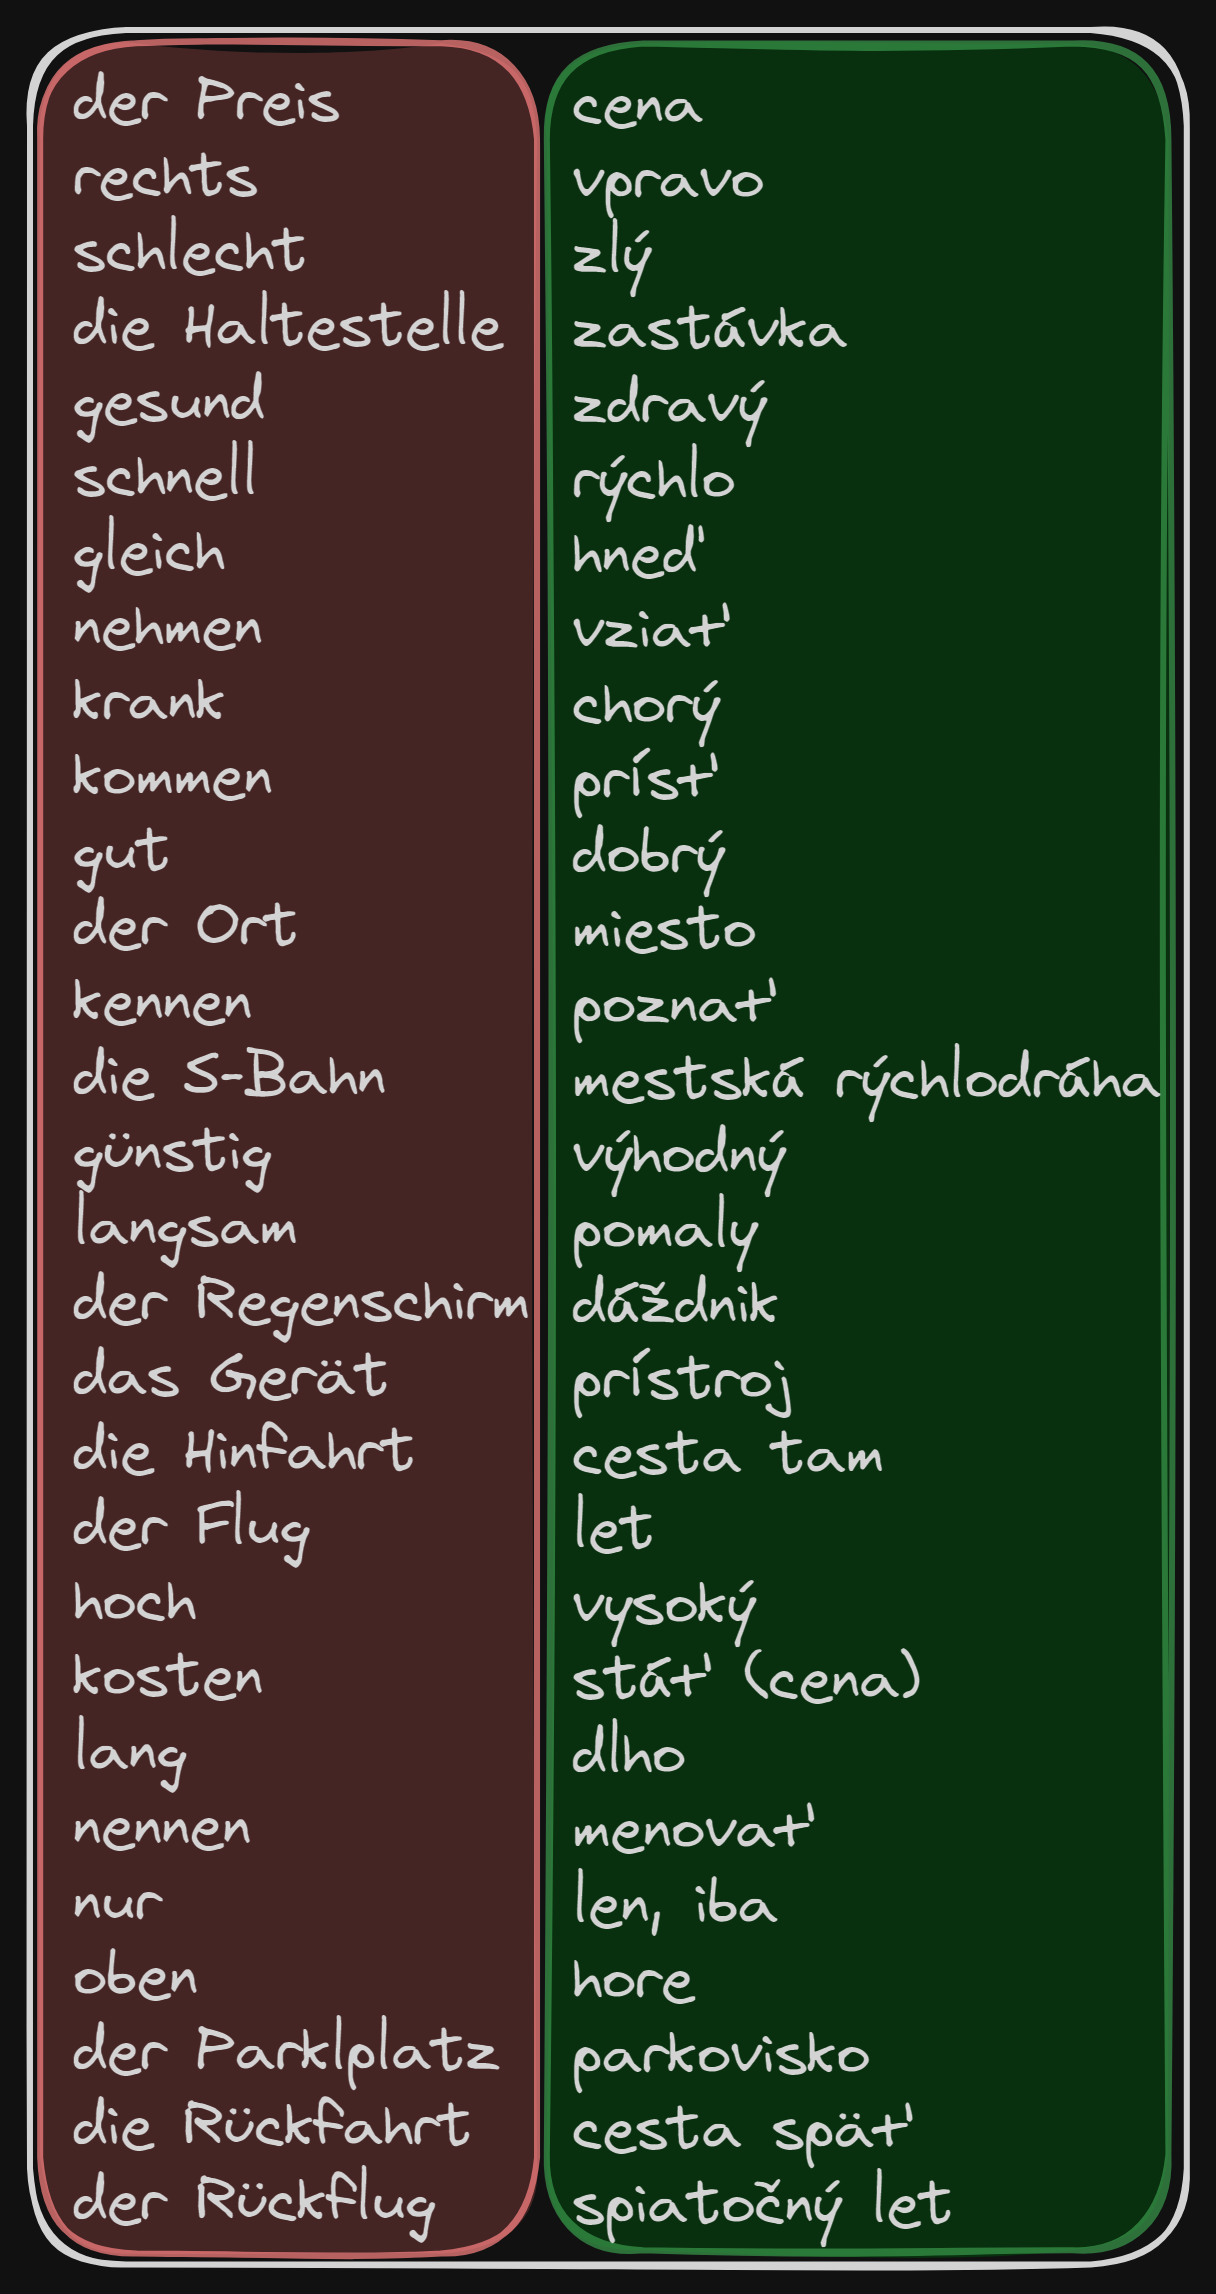 der Preis
rechts
schlecht
die Haltestelle
gesund
schnell
gleich
nehmen
krank
kommen
gut
der Ort
kennen
die S-Bahn
günstig
langsam
der Regenschirm
das Gerät
die Hinfahrt
der Flug
hoch
kosten
lang
nennen
nur
oben
der Parklplatz
die Rückfahrt
der Rückflug
cena
vpravo
zlý
zastávka
zdravý
rýchlo
hneď
vziať
chorý
prísť
dobrý
miesto
poznať
mestská rýchlodráha
výhodný
pomaly
dáždnik
prístroj
cesta tam
let
vysoký
stáť (cena)
dlho
menovať
len, iba
hore
parkovisko
cesta späť
spiatočný let